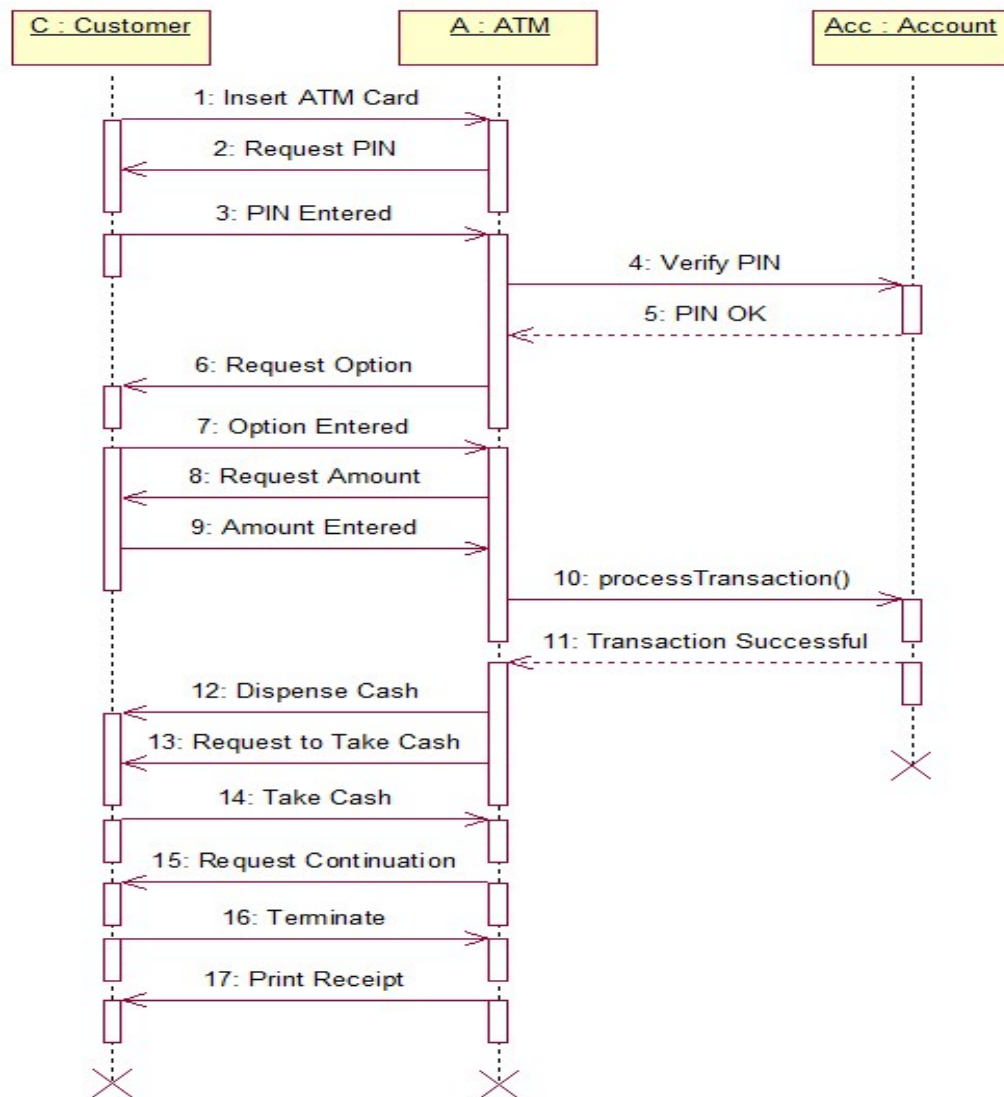 C : Customer
A : ATM
Acc : Account
1: Insert ATM Card
2: Request PIN
3: PIN Entered
4: Verify PIN
5: PIN OK
6: Request Option
7: Option Entered
8: Request Amount
9: Amount Entered
10: processTransaction()
11: Transaction Successful
12: Dispense Cash
13: Request to Take Cash
14: Take Cash
15: Request Continuation
16: Terminate
17: Print Receipt